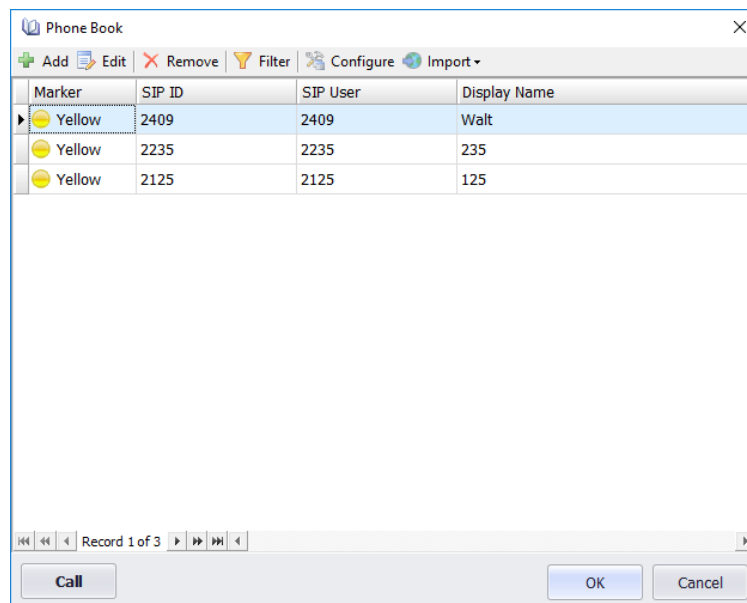 Phone Book
Add Edit Remove Filter Configure Import
Marker SIP ID SIP User Display Name
Yellow 2409 2409 Walt
Yellow 2235 2235 235
Yellow 2125 2125 125
Record 1 of 3
Call OK Cancel